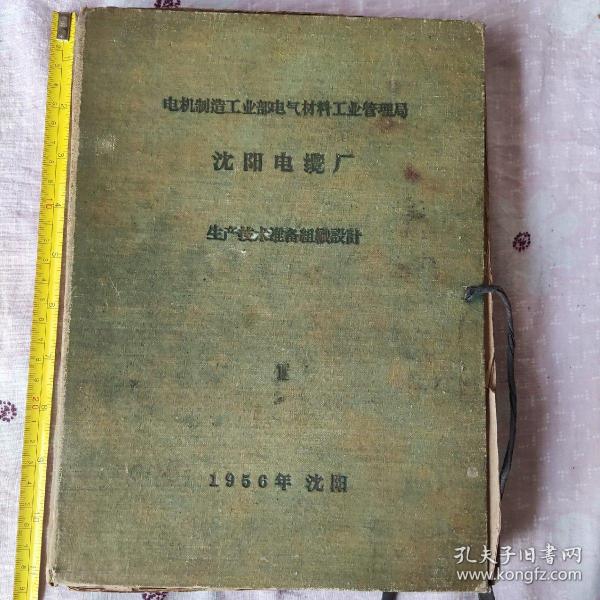 电机制造工业部电气材料工业管理局
沈阳电缆厂
生产技术准备组織設計
1956年 沈阳
孔夫子旧书网
www.kongfz.com